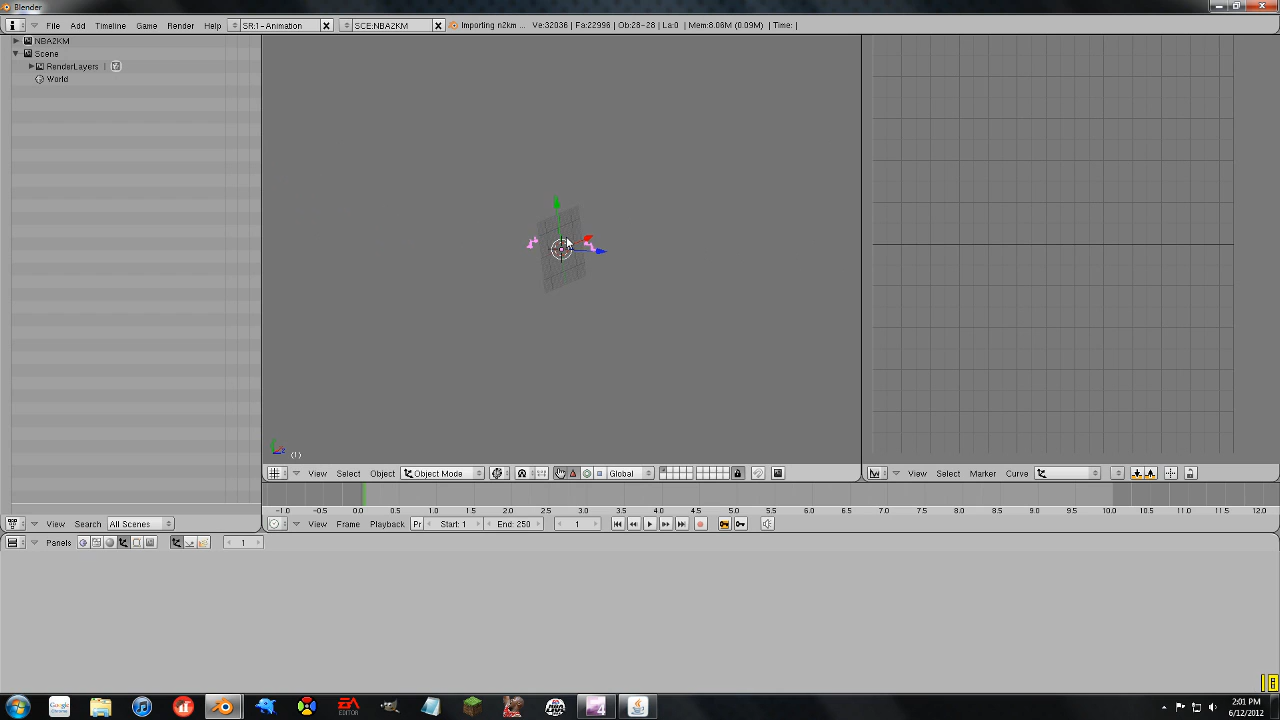 Blender
File Add Timeline Game Render Help SR:1-Animation SCE:NBA2KM Importing n2km Ve:32036 | Fa:22996 | Ob:28-28 | La:0 | Mem:8.06M (0.09M) | Time: |
NBA2KM
Scene
RenderLayers |
World
(1)
View Select Object Object Mode Global
View Select Marker Curve
-1.0 -0.5 0.0 0.5 1.0 1.5 2.0 2.5 3.0 3.5 4.0 4.5 5.0 5.5 6.0 6.5 7.0 7.5 8.0 8.5 9.0 9.5 10.0 10.5 11.0 11.5 12.0
View Search All Scenes
View Frame Playback Pr Start: 1 End: 250 1
Panels 1
Google Chrome
EA
EDITOR
2:01 PM
6/12/2012